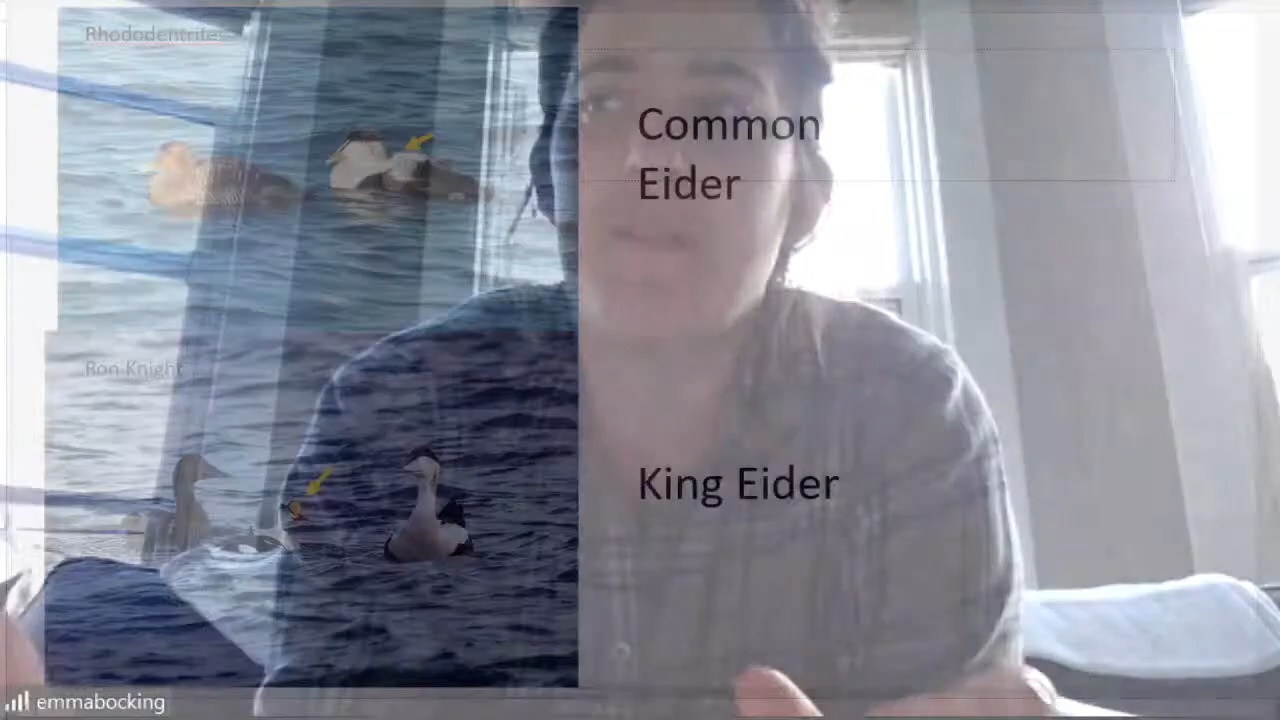 Rhododentrites
Common
Eider
Ron Knight
King Eider
emmabocking